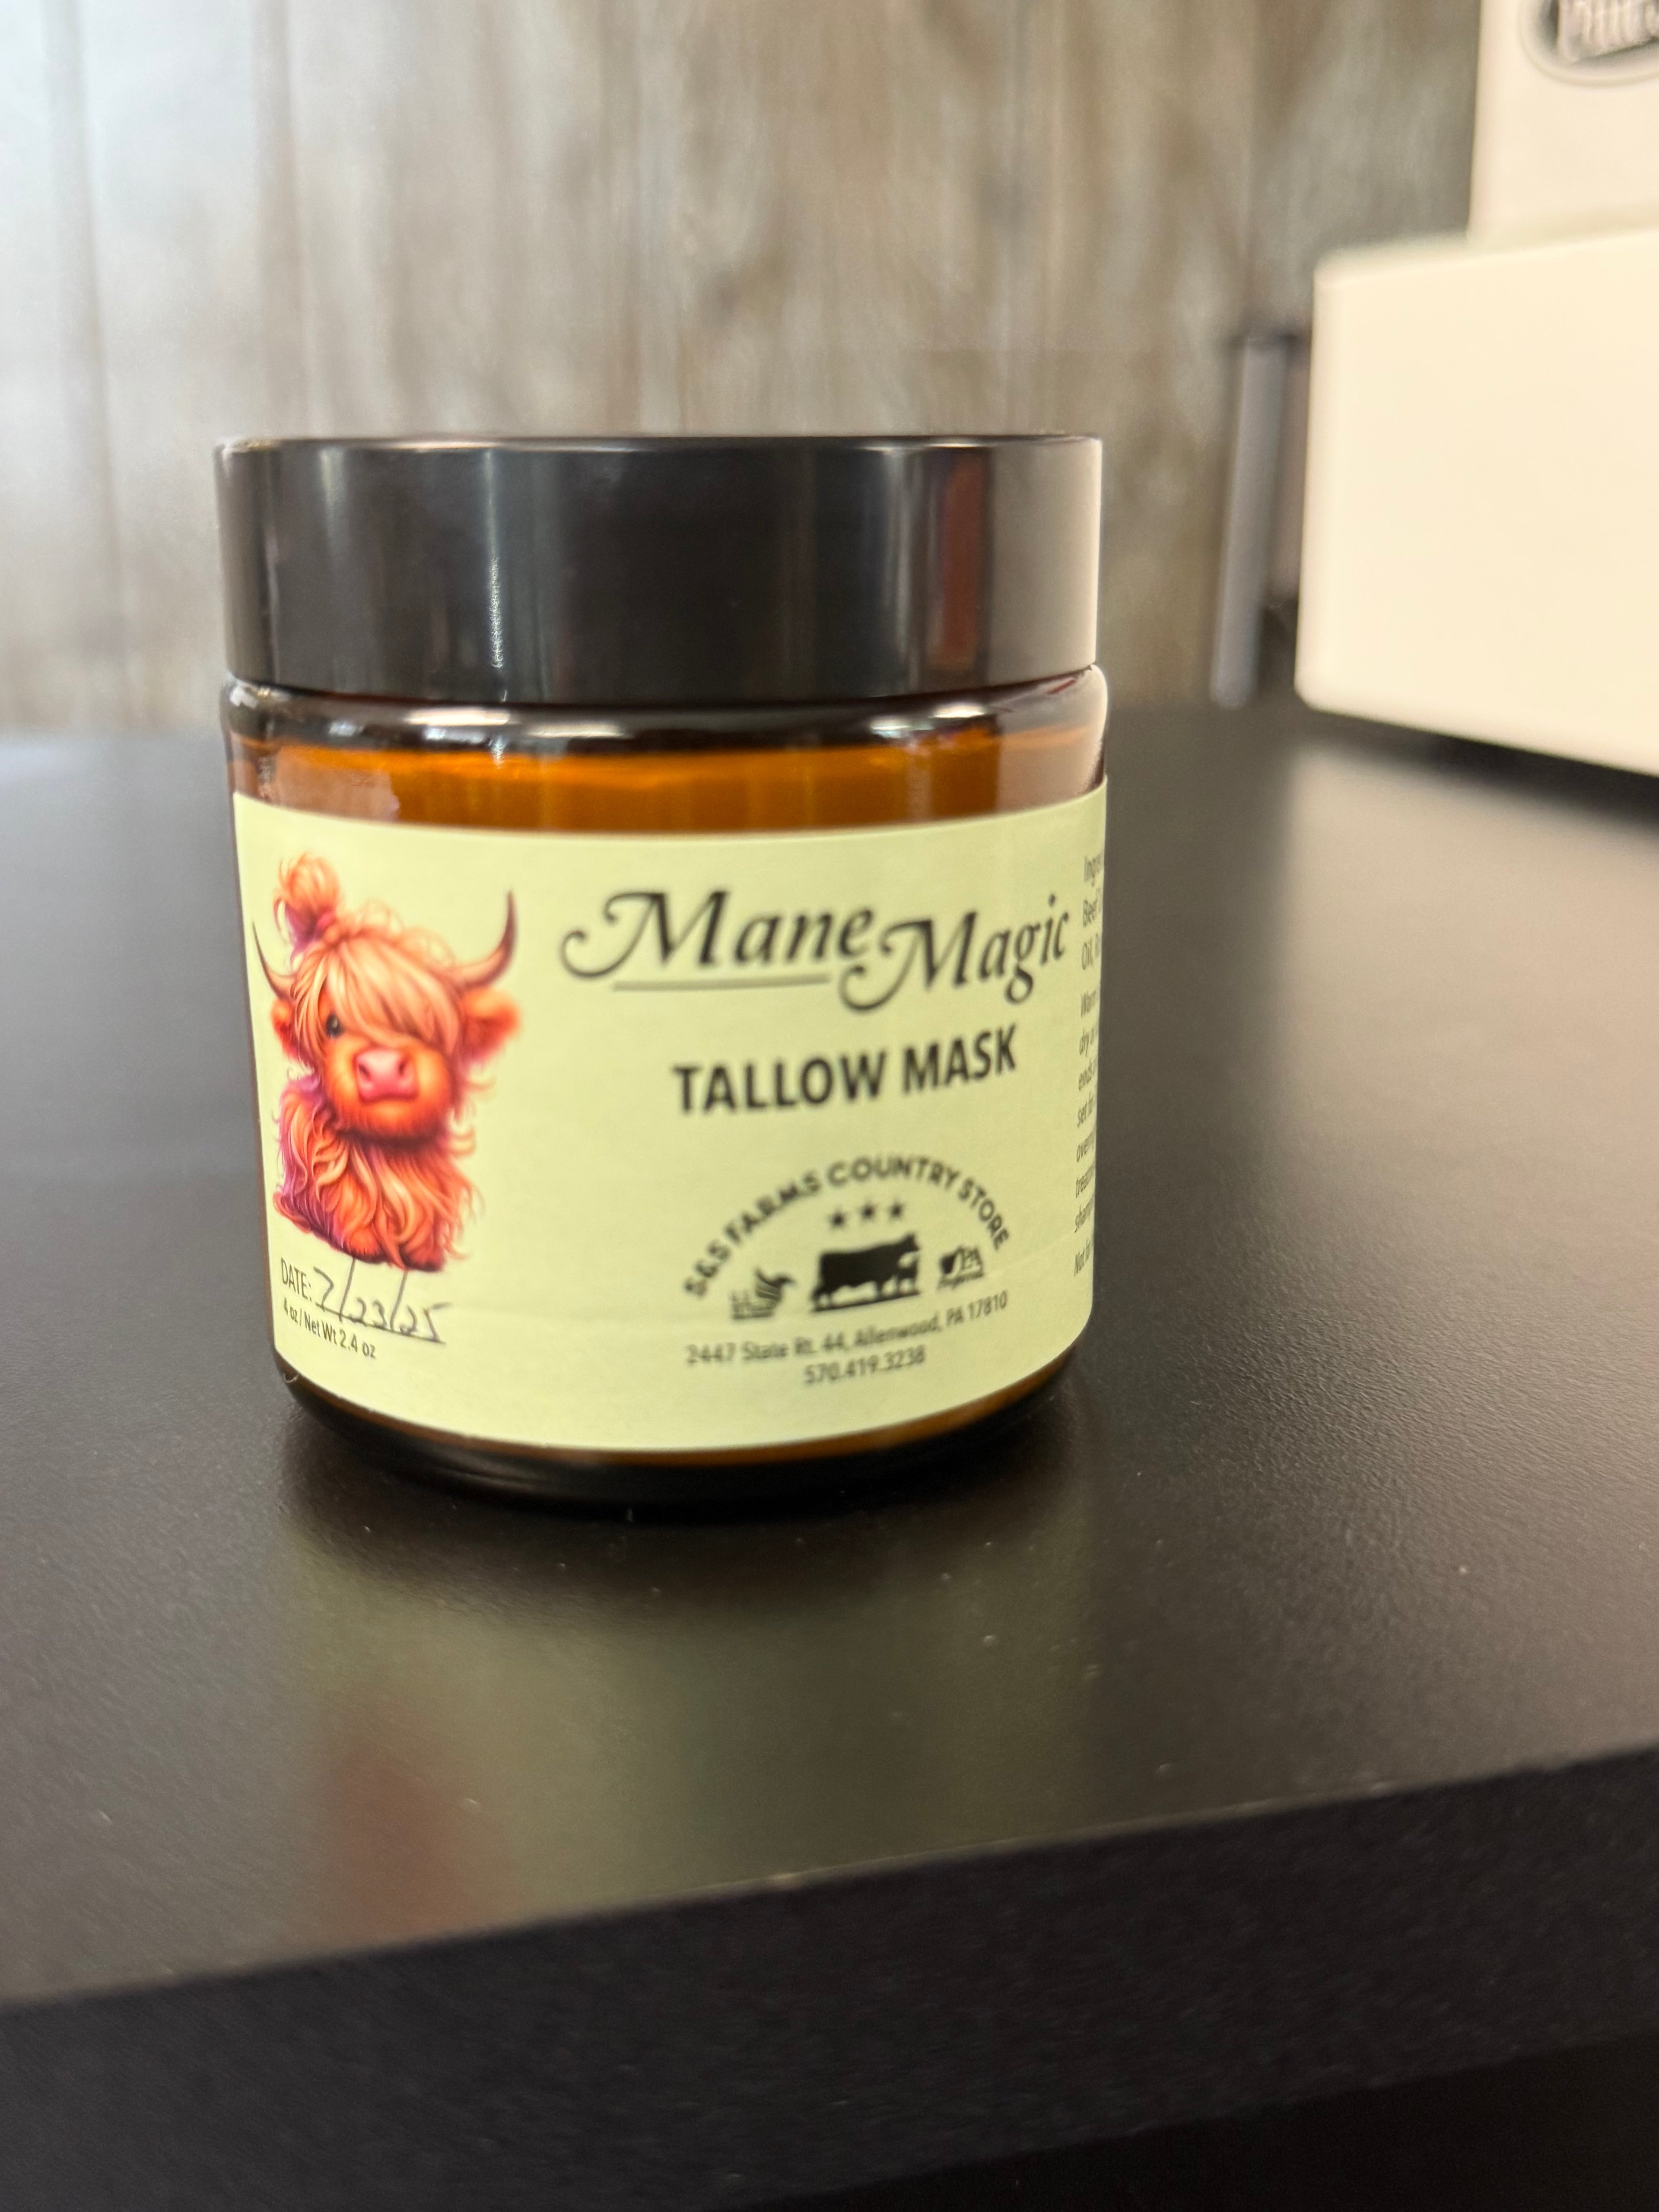 Mane Magic
TALLOW MASK
S&S FARMS COUNTRY STORE
PA
2447 State Rt. 44, Allenwood, PA 17810
570.419.3238
DATE: 7/23/25
4 oz / Net Wt 2.4 oz